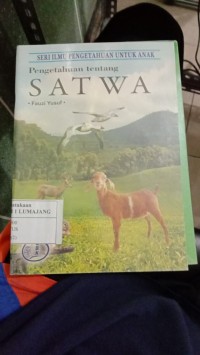 SERI ILMU PENGETAHUAN UNTUK ANAK
Pengetahuan tentang
SATWA
• Fauzi Yusuf •
LUMAJANG